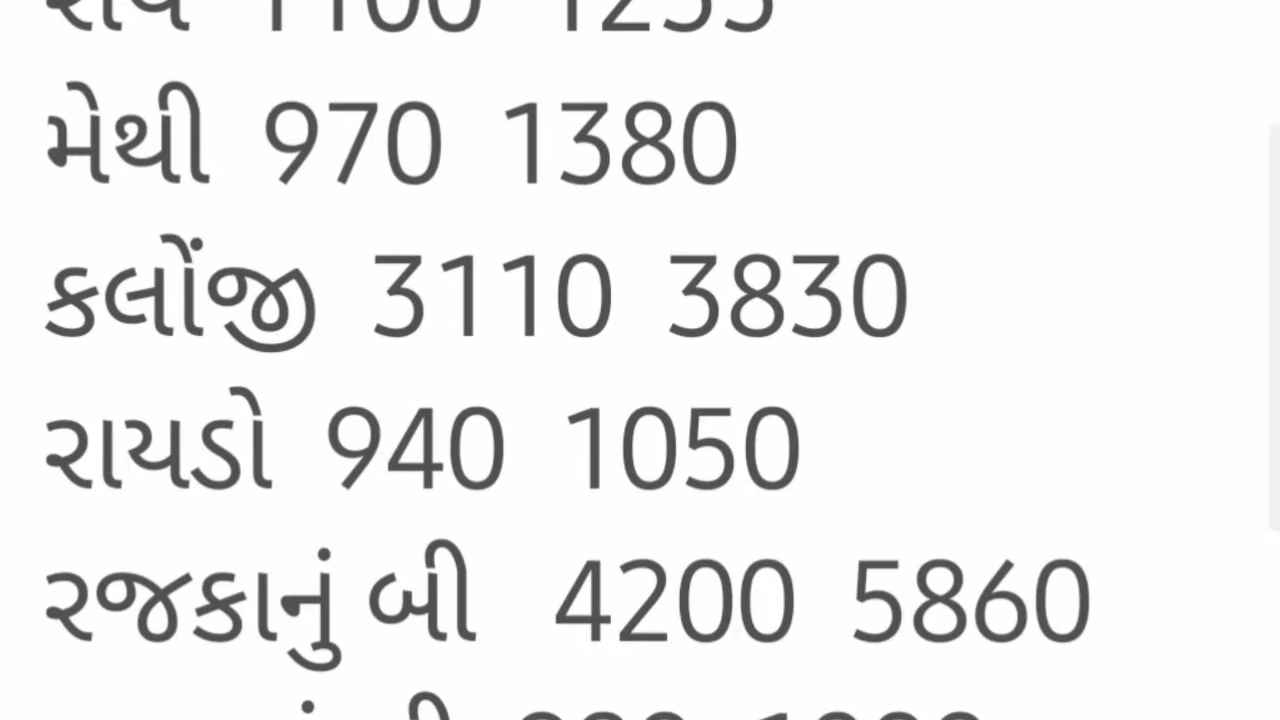 મેથી 970 1380
કલોંજી 3110 3830
રાયડો 940 1050
રજકાનું બી 4200 5860